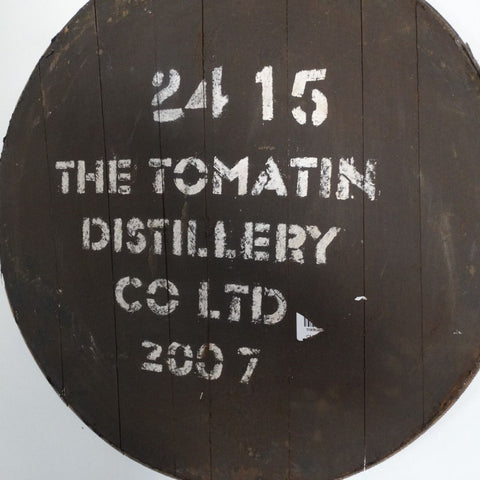 24 15
THE TOMATIN
DISTILLERY
CO LTD
2007